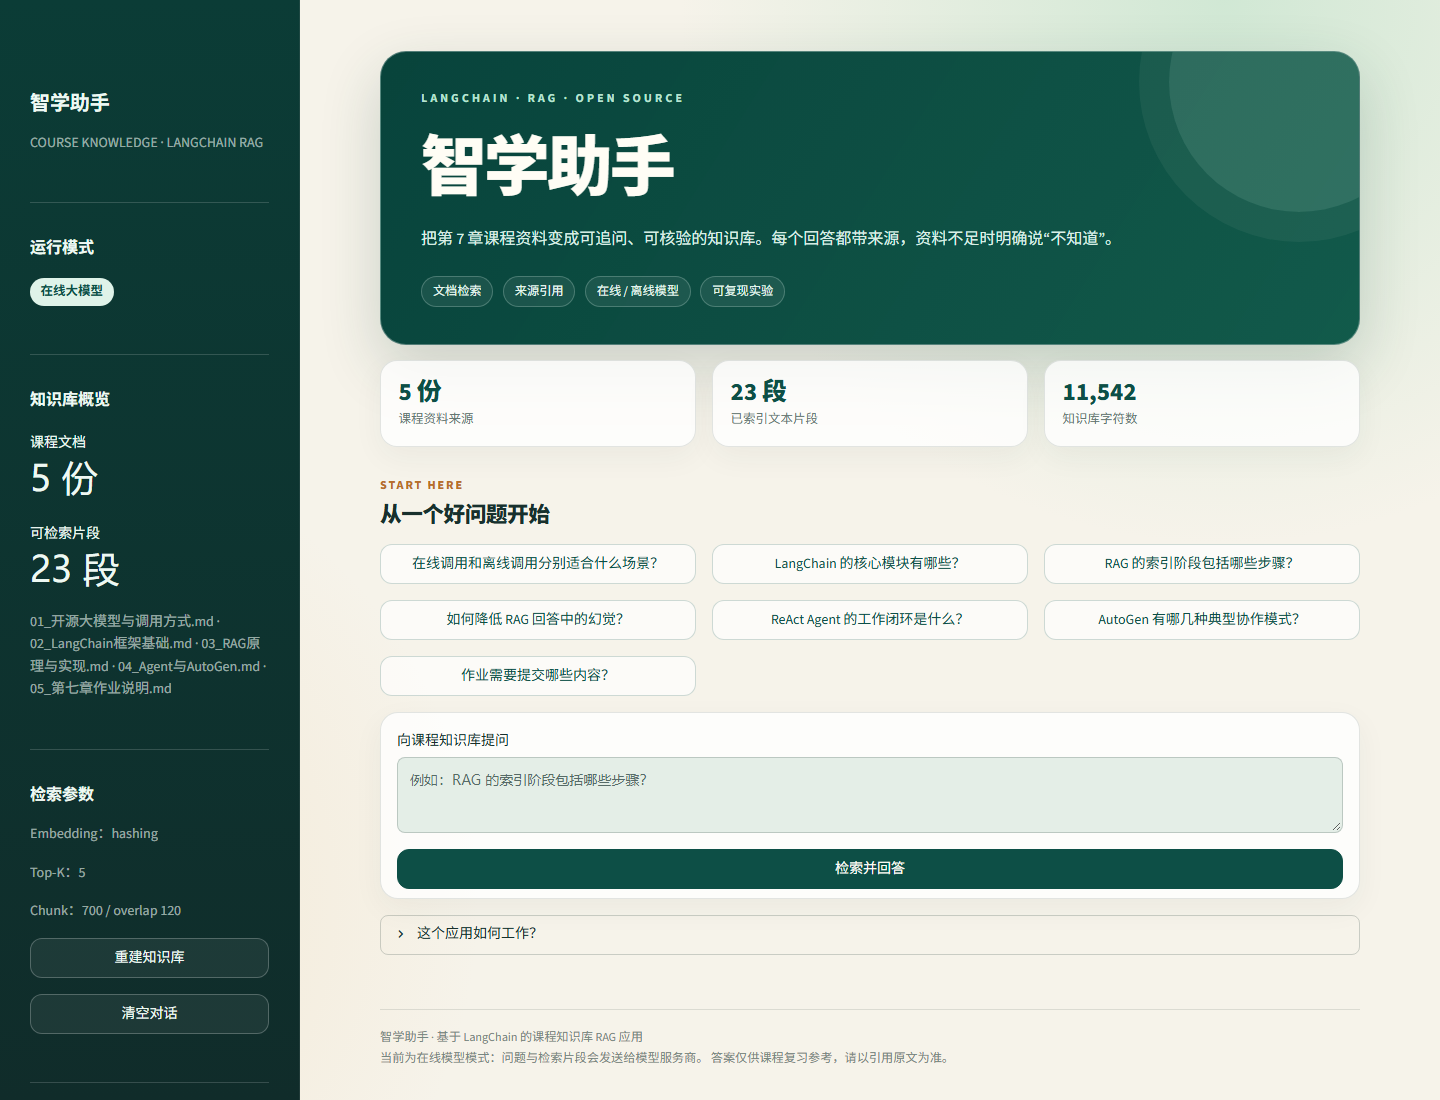 智学助手
COURSE KNOWLEDGE · LANGCHAIN RAG
运行模式
在线大模型
知识库概览
课程文档
5 份
可检索片段
23 段
01_开源大模型与调用方式.md ·
02_LangChain框架基础.md · 03_RAG原
理与实现.md · 04_Agent与AutoGen.md ·
05_第七章作业说明.md
检索参数
Embedding：hashing
Top-K：5
Chunk：700 / overlap 120
重建知识库
清空对话
LANGCHAIN · RAG · OPEN SOURCE
智学助手
把第 7 章课程资料变成可追问、可核验的知识库。每个回答都带来源，资料不足时明确说“不知道”。
文档检索
来源引用
在线 / 离线模型
可复现实验
5 份
课程资料来源
23 段
已索引文本片段
11,542
知识库字符数
START HERE
从一个好问题开始
在线调用和离线调用分别适合什么场景？
LangChain 的核心模块有哪些？
RAG 的索引阶段包括哪些步骤？
如何降低 RAG 回答中的幻觉？
ReAct Agent 的工作闭环是什么？
AutoGen 有哪几种典型协作模式？
作业需要提交哪些内容？
向课程知识库提问
例如：RAG 的索引阶段包括哪些步骤？
检索并回答
这个应用如何工作？
智学助手 · 基于 LangChain 的课程知识库 RAG 应用
当前为在线模型模式：问题与检索片段会发送给模型服务商。 答案仅供课程复习参考，请以引用原文为准。